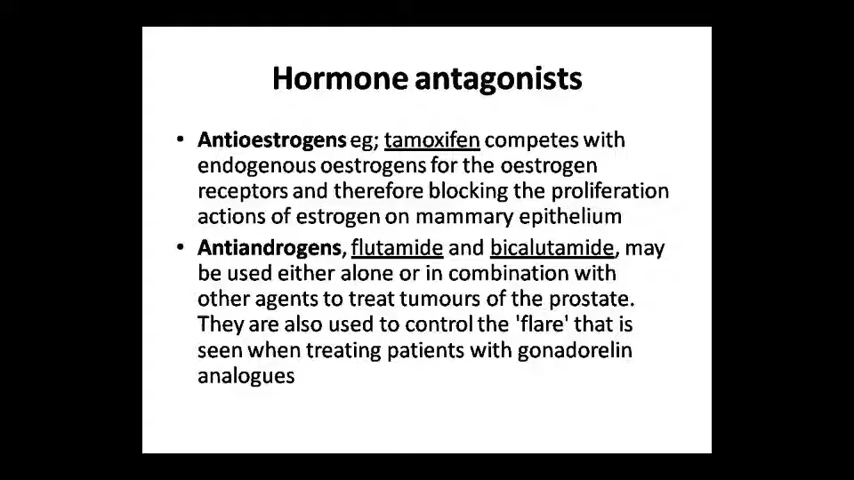 Hormone antagonists
• Antioestrogens eg; tamoxifen competes with
endogenous oestrogens for the oestrogen
receptors and therefore blocking the proliferation
actions of estrogen on mammary epithelium
• Antiandrogens, flutamide and bicalutamide, may
be used either alone or in combination with
other agents to treat tumours of the prostate.
They are also used to control the 'flare' that is
seen when treating patients with gonadorelin
analogues